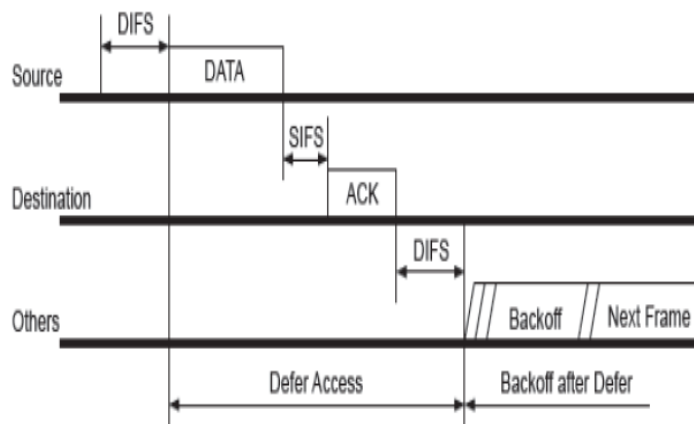 DIFS
DATA
Source
SIFS
ACK
Destination
DIFS
Backoff
Next Frame
Others
Defer Access
Backoff after Defer